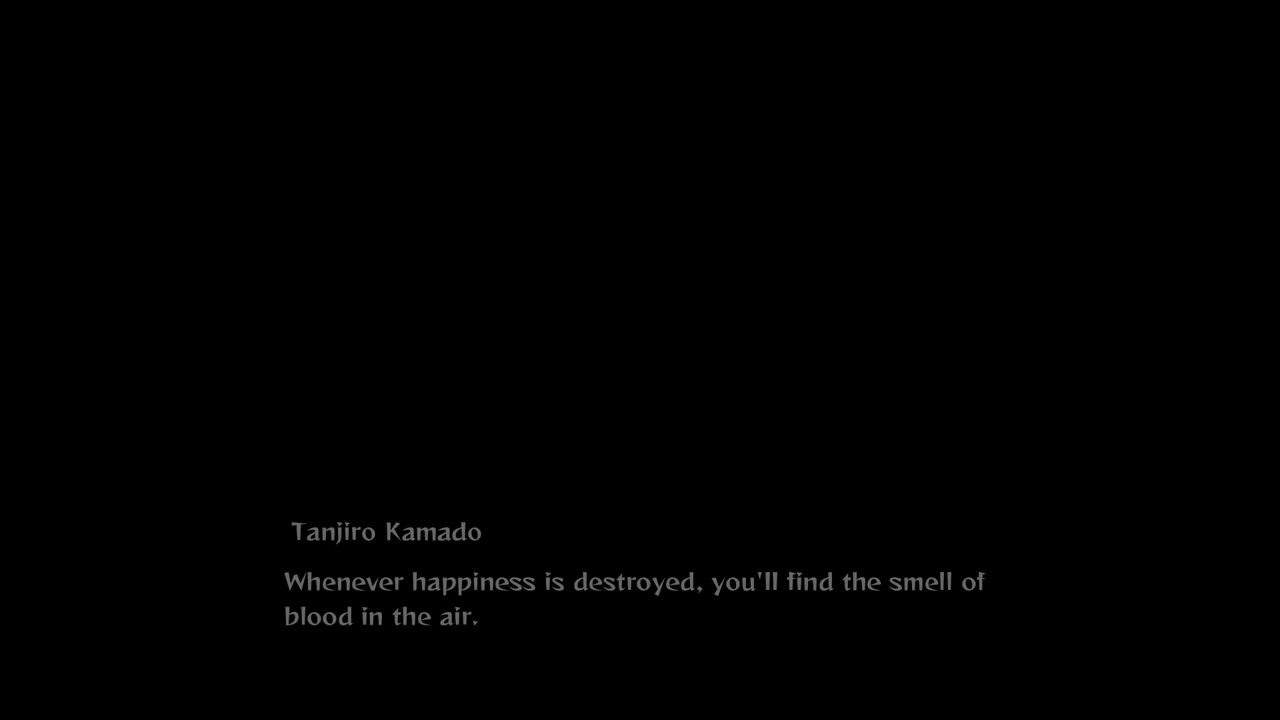 Tanjiro Kamado
Whenever happiness is destroyed, you'll find the smell of
blood in the air.